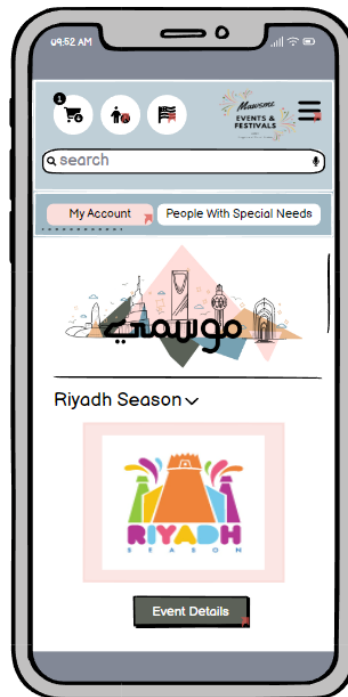 09:52 AM
1
Mawsme
EVENTS &
FESTIVALS
search
My Account
People With Special Needs
موسمي
Riyadh Season
RIYADH
SEASON
Event Details